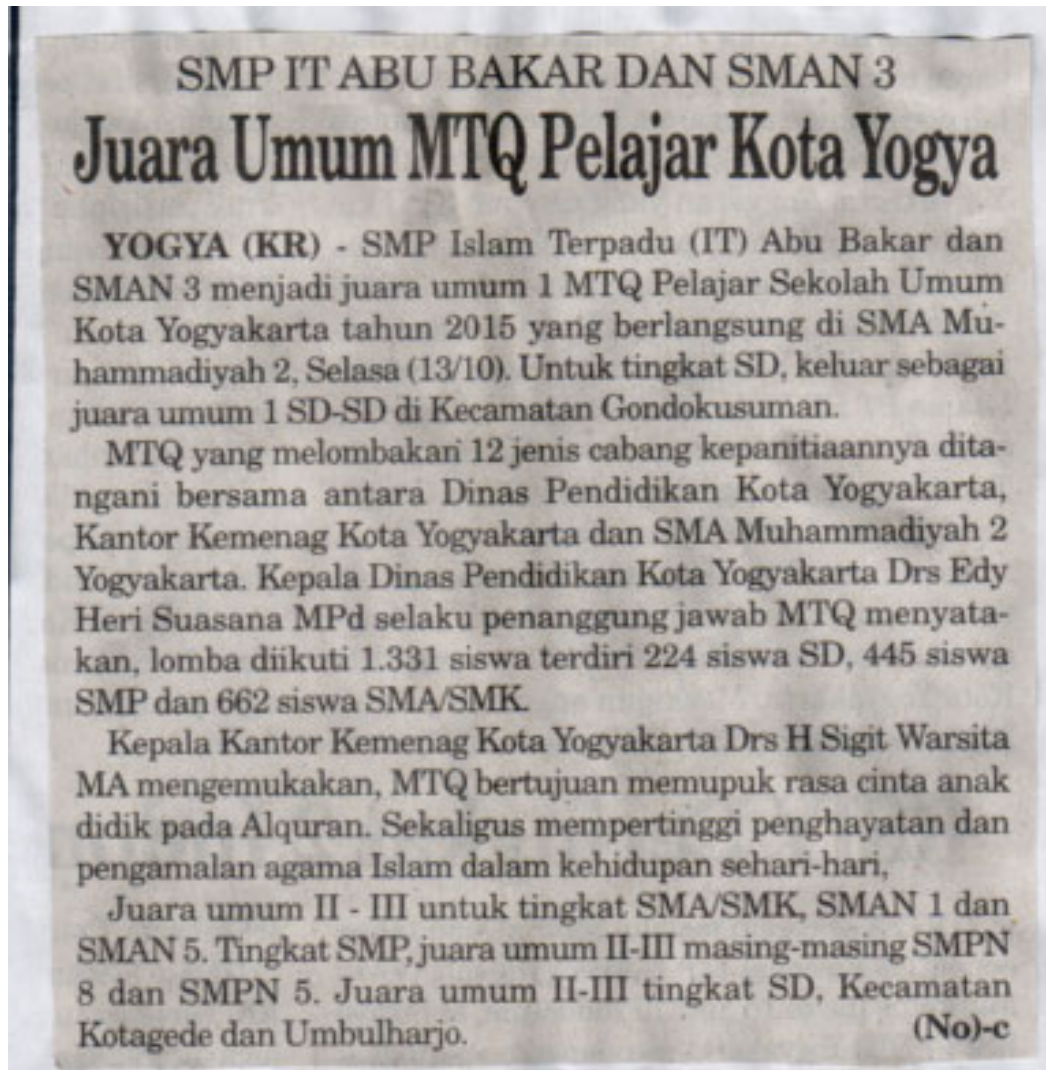 SMP IT ABU BAKAR DAN SMAN 3
Juara Umum MTQ Pelajar Kota Yogya
YOGYA (KR) - SMP Islam Terpadu (IT) Abu Bakar dan
SMAN 3 menjadi juara umum 1 MTQ Pelajar Sekolah Umum
Kota Yogyakarta tahun 2015 yang berlangsung di SMA Mu-
hammadiyah 2, Selasa (13/10). Untuk tingkat SD, keluar sebagai
juara umum 1 SD-SD di Kecamatan Gondokusuman.
MTQ yang melombakan 12 jenis cabang kepanitiaannya dita-
ngani bersama antara Dinas Pendidikan Kota Yogyakarta,
Kantor Kemenag Kota Yogyakarta dan SMA Muhammadiyah 2
Yogyakarta. Kepala Dinas Pendidikan Kota Yogyakarta Drs Edy
Heri Suasana MPd selaku penanggung jawab MTQ menyata-
kan, lomba diikuti 1.331 siswa terdiri 224 siswa SD, 445 siswa
SMP dan 662 siswa SMA/SMK.
Kepala Kantor Kemenag Kota Yogyakarta Drs H Sigit Warsita
MA mengemukakan, MTQ bertujuan memupuk rasa cinta anak
didik pada Alquran. Sekaligus mempertinggi penghayatan dan
pengamalan agama Islam dalam kehidupan sehari-hari,
Juara umum II - III untuk tingkat SMA/SMK, SMAN 1 dan
SMAN 5. Tingkat SMP, juara umum II-III masing-masing SMPN
8 dan SMPN 5. Juara umum II-III tingkat SD, Kecamatan
Kotagede dan Umbulharjo. (No)-c